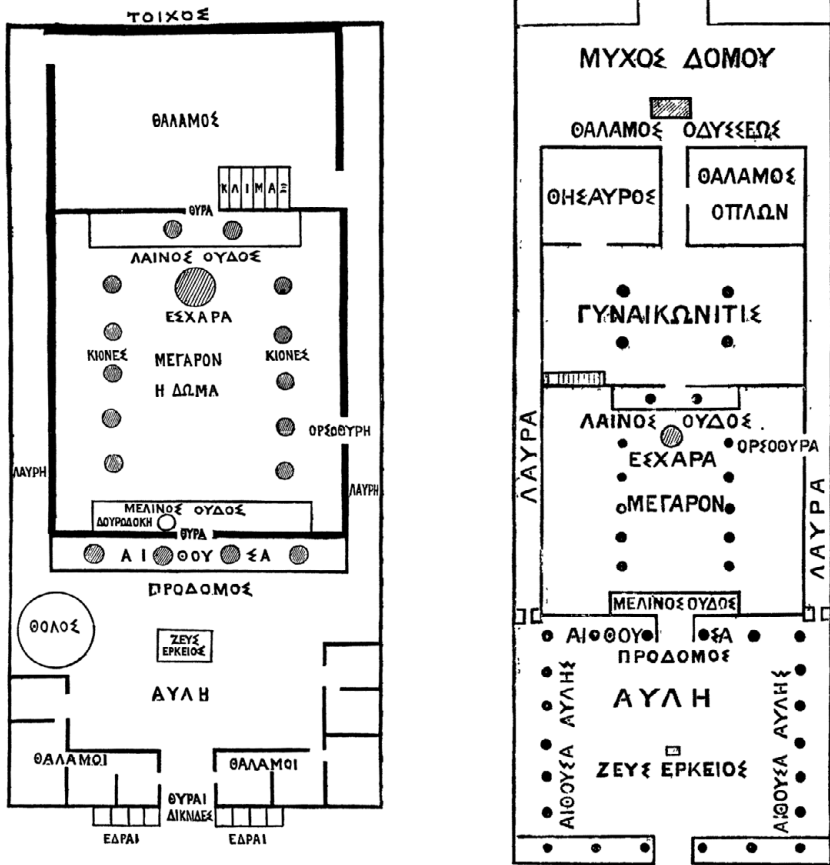 ΤΟΙΧΟΣ
ΘΑΛΑΜΟΣ
ΚΛΙΜΑΞ
ΘΥΡΑ
ΛΑΙΝΟΣ ΟΥΔΟΣ
ΕΣΧΑΡΑ
ΚΙΟΝΕΣ
ΜΕΓΑΡΟΝ
ΚΙΟΝΕΣ
Η ΔΩΜΑ
ΟΡΣΟΘΥΡΗ
ΛΑΥΡΗ
ΛΑΥΡΗ
ΜΕΛΙΝΟΣ ΟΥΔΟΣ
ΔΟΥΡΟΔΟΚΗ
ΘΥΡΑ
ΑΙΘΟΥΣΑ
ΠΡΟΔΟΜΟΣ
ΘΟΛΟΣ
ΖΕΥΣ
ΕΡΚΕΙΟΣ
ΑΥΛΗ
ΘΑΛΑΜΟΙ
ΘΑΛΑΜΟΙ
ΘΥΡΑΙ
ΔΙΚΛΙΔΕΣ
ΕΔΡΑΙ
ΕΔΡΑΙ
ΜΥΧΟΣ ΔΟΜΟΥ
ΘΑΛΑΜΟΣ ΟΔΥΣΣΕΩΣ
ΘΗΣΑΥΡΟΣ
ΘΑΛΑΜΟΣ
ΟΠΛΩΝ
ΓΥΝΑΙΚΩΝΙΤΙΣ
ΛΑΙΝΟΣ ΟΥΔΟΣ
ΕΣΧΑΡΑ
ΟΡΣΟΘΥΡΑ
ΜΕΓΑΡΟΝ
ΛΑΥΡΑ
ΛΑΥΡΑ
ΜΕΛΙΝΟΣ ΟΥΔΟΣ
ΑΙΘΟΥΣΑ
ΠΡΟΔΟΜΟΣ
ΑΥΛΗ
ΑΙΘΟΥΣΑ ΑΥΛΗΣ
ΑΙΘΟΥΣΑ ΑΥΛΗΣ
ΖΕΥΣ ΕΡΚΕΙΟΣ